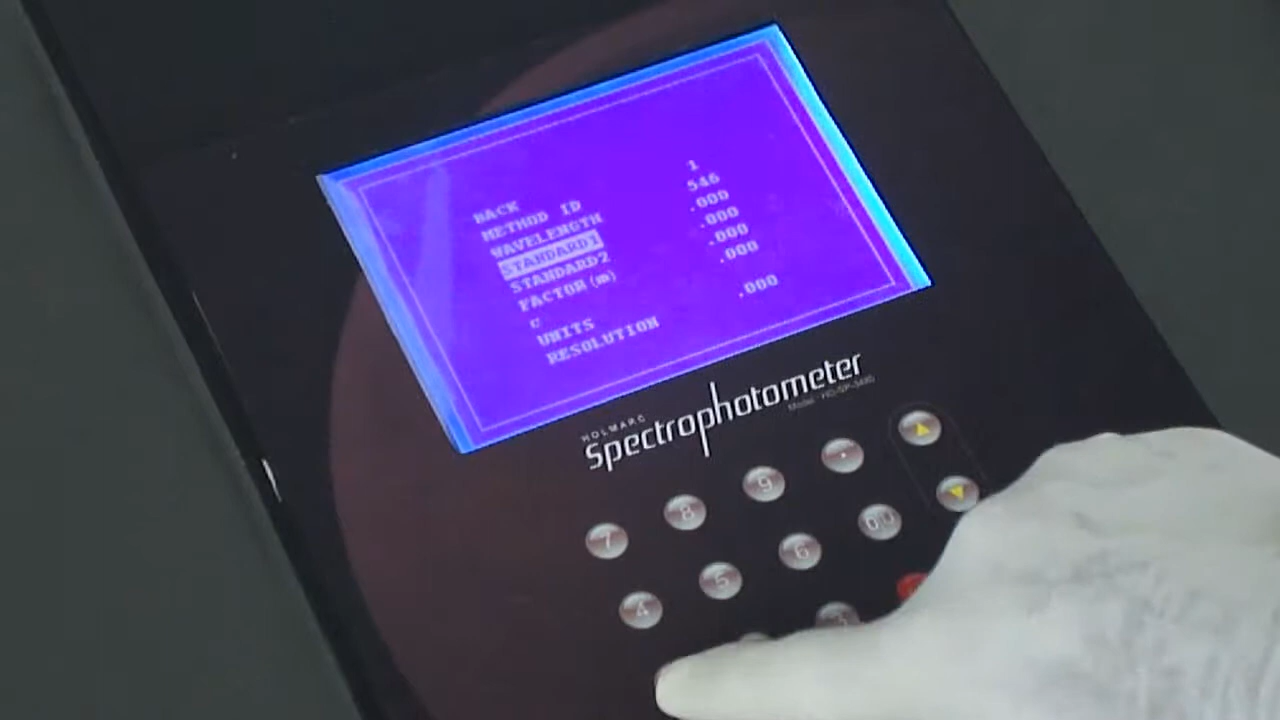 BACK
METHOD ID 1
WAVELENGTH 546
STANDARD1 .000
STANDARD2 .000
FACTOR(m) .000
c .000
UNITS
RESOLUTION .000
HOLMARC
spectrophotometer
7 8 9 .
4 5 6 00
3